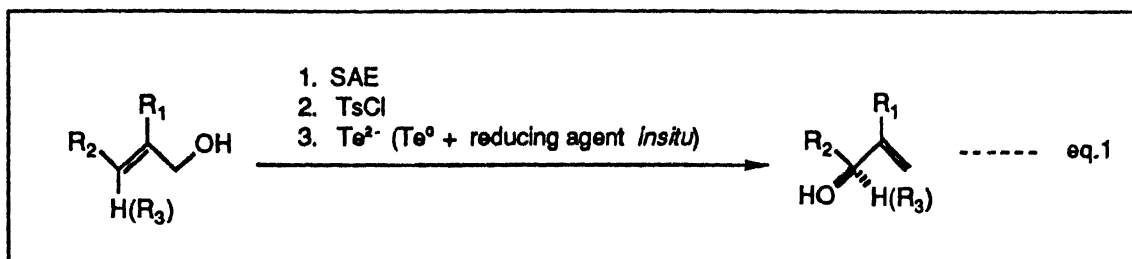 1. SAE
2. TsCl
3. Te²⁻ (Te⁰ + reducing agent insitu)
R₁
R₂
OH
H(R₃)
R₁
R₂
HO
H(R₃)
------ eq.1